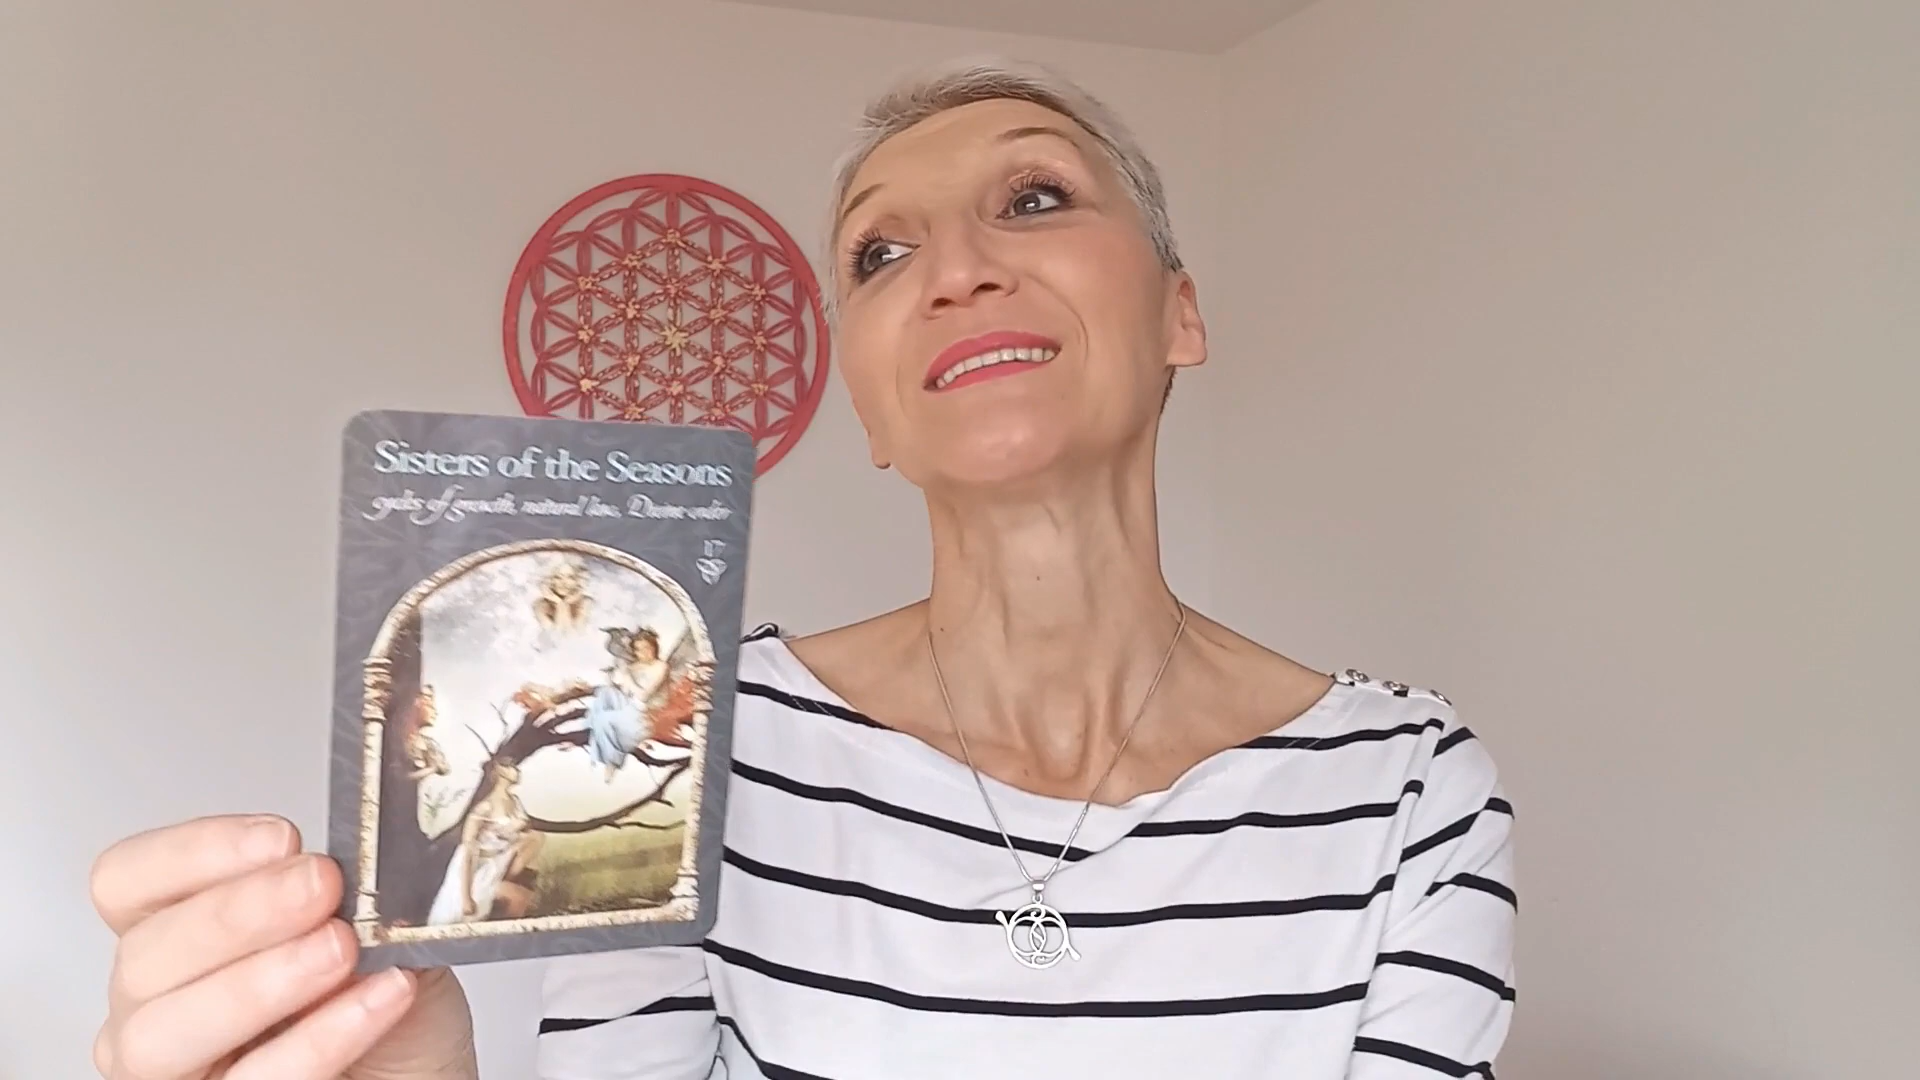 Sisters of the Seasons
cycles of growth, natural law, Divine order
17